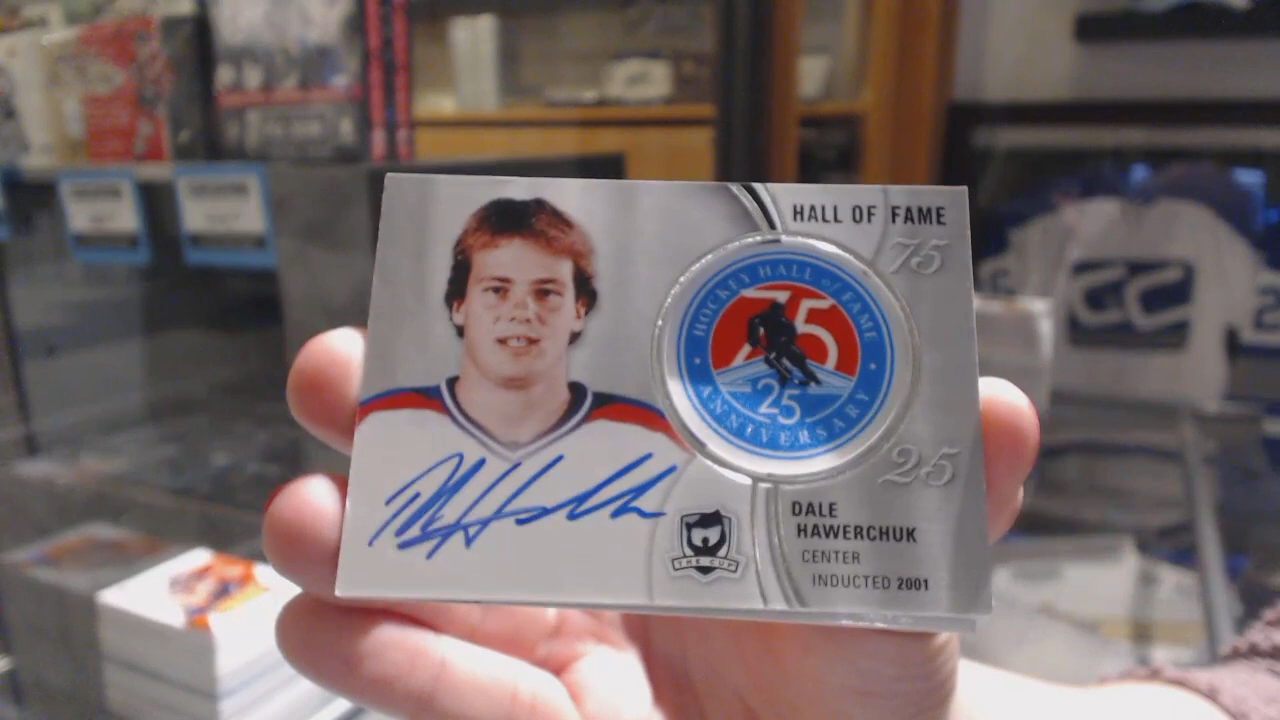 HALL OF FAME
75
HOCKEY HALL of FAME
75
25
ANNIVERSARY
25
DALE
HAWERCHUK
CENTER
INDUCTED 2001
THE CUP